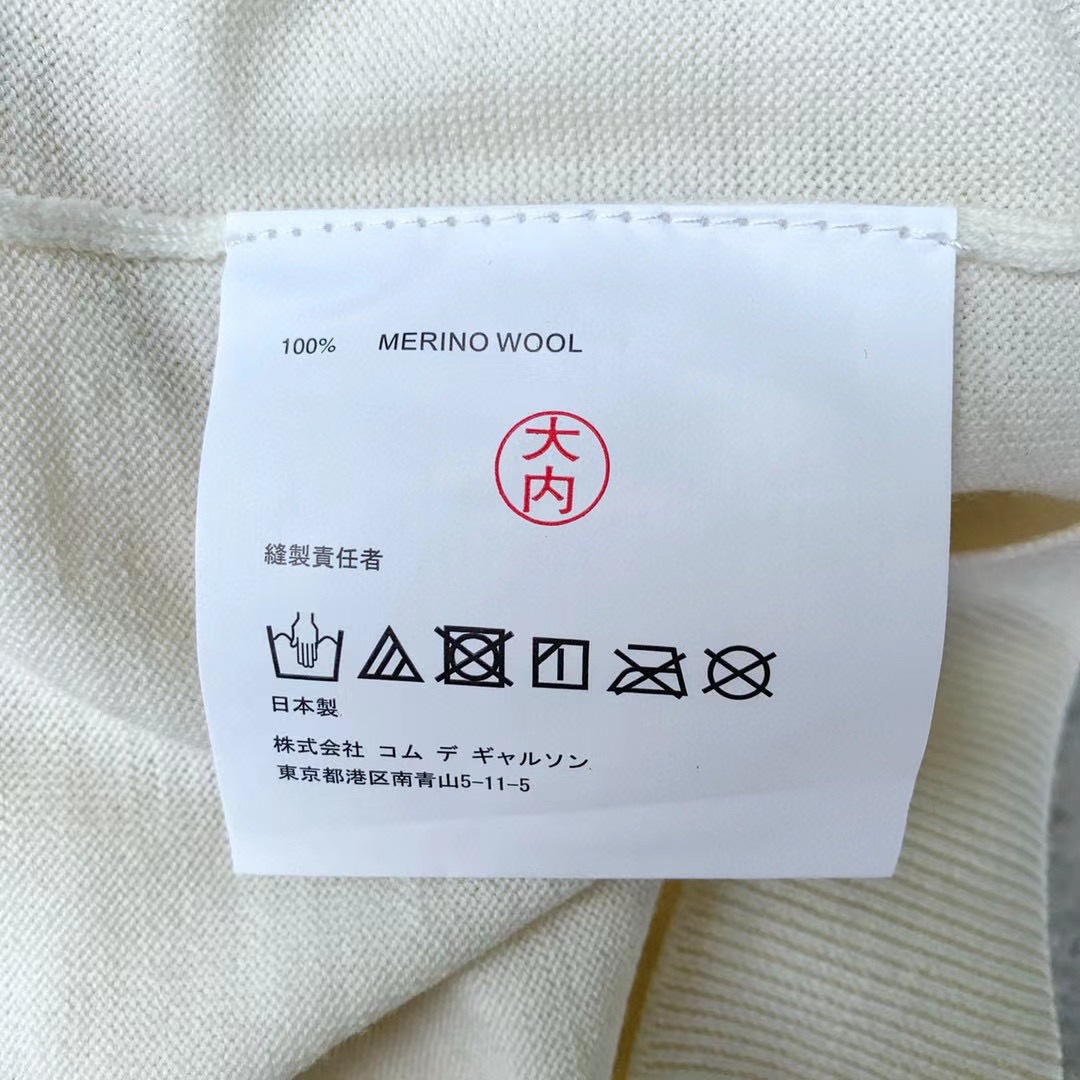 100% MERINO WOOL
大
内
縫製責任者
日本製
株式会社 コム デ ギャルソン
東京都港区南青山5-11-5